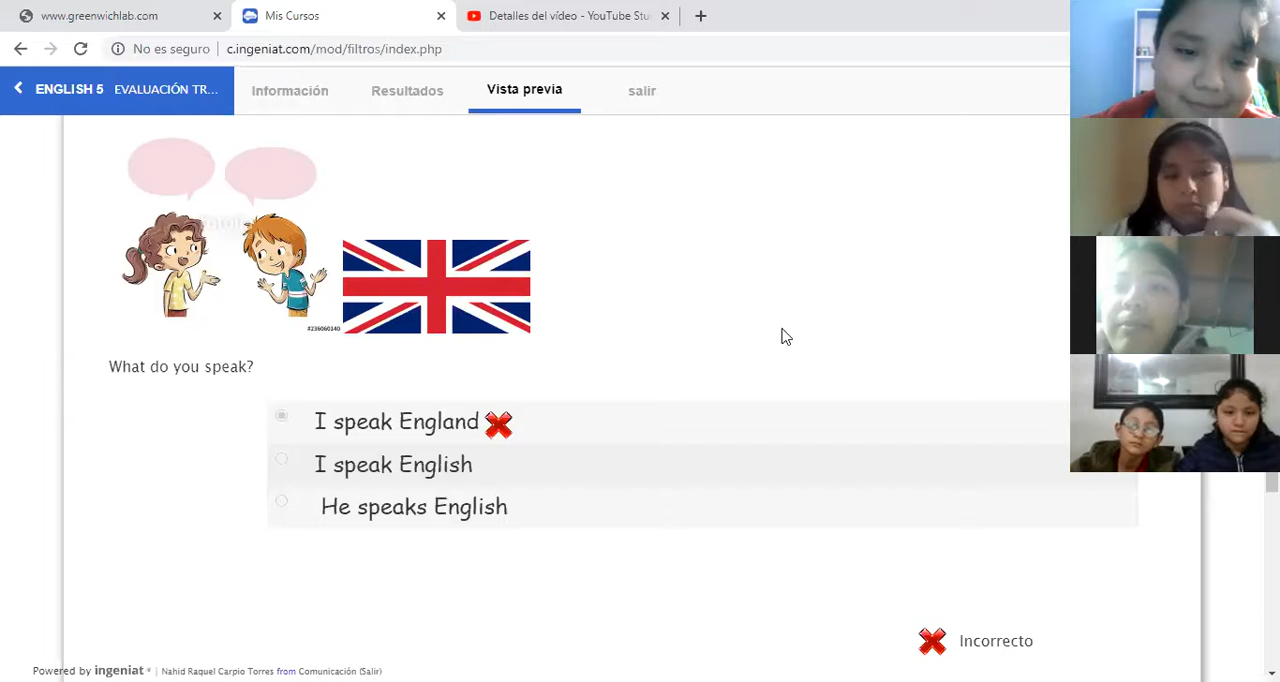 www.greenwichlab.com
Mis Cursos
Detalles del vídeo - YouTube Stu
No es seguro
c.ingeniat.com/mod/filtros/index.php
ENGLISH 5 EVALUACIÓN TR...
Información
Resultados
Vista previa
salir
#236060140
What do you speak?
I speak England
I speak English
He speaks English
Incorrecto
Powered by ingeniat ® | Nahid Raquel Carpio Torres from Comunicación (Salir)